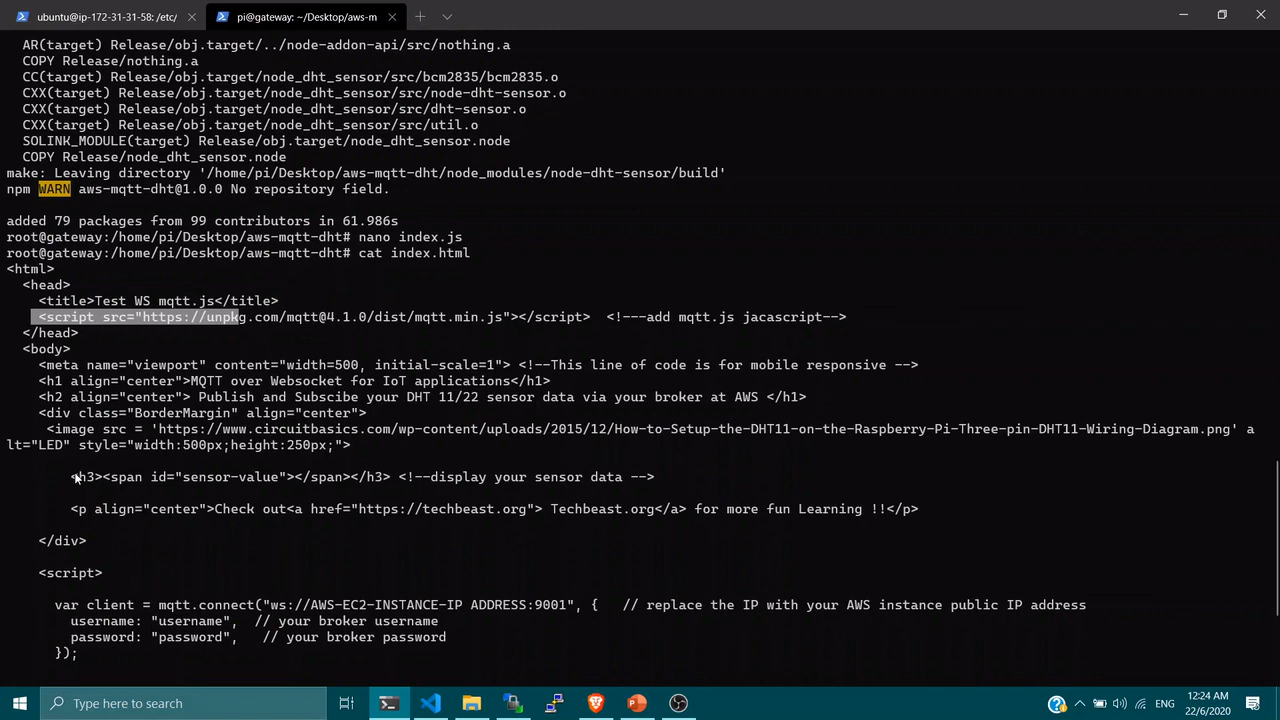 ubuntu@ip-172-31-31-58: /etc/
pi@gateway: ~/Desktop/aws-m
AR(target) Release/obj.target/../node-addon-api/src/nothing.a
COPY Release/nothing.a
CC(target) Release/obj.target/node_dht_sensor/src/bcm2835/bcm2835.o
CXX(target) Release/obj.target/node_dht_sensor/src/node-dht-sensor.o
CXX(target) Release/obj.target/node_dht_sensor/src/dht-sensor.o
CXX(target) Release/obj.target/node_dht_sensor/src/util.o
SOLINK_MODULE(target) Release/obj.target/node_dht_sensor.node
COPY Release/node_dht_sensor.node
make: Leaving directory '/home/pi/Desktop/aws-mqtt-dht/node_modules/node-dht-sensor/build'
npm WARN aws-mqtt-dht@1.0.0 No repository field.
added 79 packages from 99 contributors in 61.986s
root@gateway:/home/pi/Desktop/aws-mqtt-dht# nano index.js
root@gateway:/home/pi/Desktop/aws-mqtt-dht# cat index.html
<html>
<head>
<title>Test WS mqtt.js</title>
<script src="https://unpkg.com/mqtt@4.1.0/dist/mqtt.min.js"></script> <!---add mqtt.js jacascript-->
</head>
<body>
<meta name="viewport" content="width=500, initial-scale=1"> <!--This line of code is for mobile responsive -->
<h1 align="center">MQTT over Websocket for IoT applications</h1>
<h2 align="center"> Publish and Subscibe your DHT 11/22 sensor data via your broker at AWS </h1>
<div class="BorderMargin" align="center">
<image src = 'https://www.circuitbasics.com/wp-content/uploads/2015/12/How-to-Setup-the-DHT11-on-the-Raspberry-Pi-Three-pin-DHT11-Wiring-Diagram.png' a
lt="LED" style="width:500px;height:250px;">
<h3><span id="sensor-value"></span></h3> <!--display your sensor data -->
<p align="center">Check out<a href="https://techbeast.org"> Techbeast.org</a> for more fun Learning !!</p>
</div>
<script>
var client = mqtt.connect("ws://AWS-EC2-INSTANCE-IP ADDRESS:9001", { // replace the IP with your AWS instance public IP address
username: "username", // your broker username
password: "password", // your broker password
});
Type here to search
ENG
12:24 AM
22/6/2020